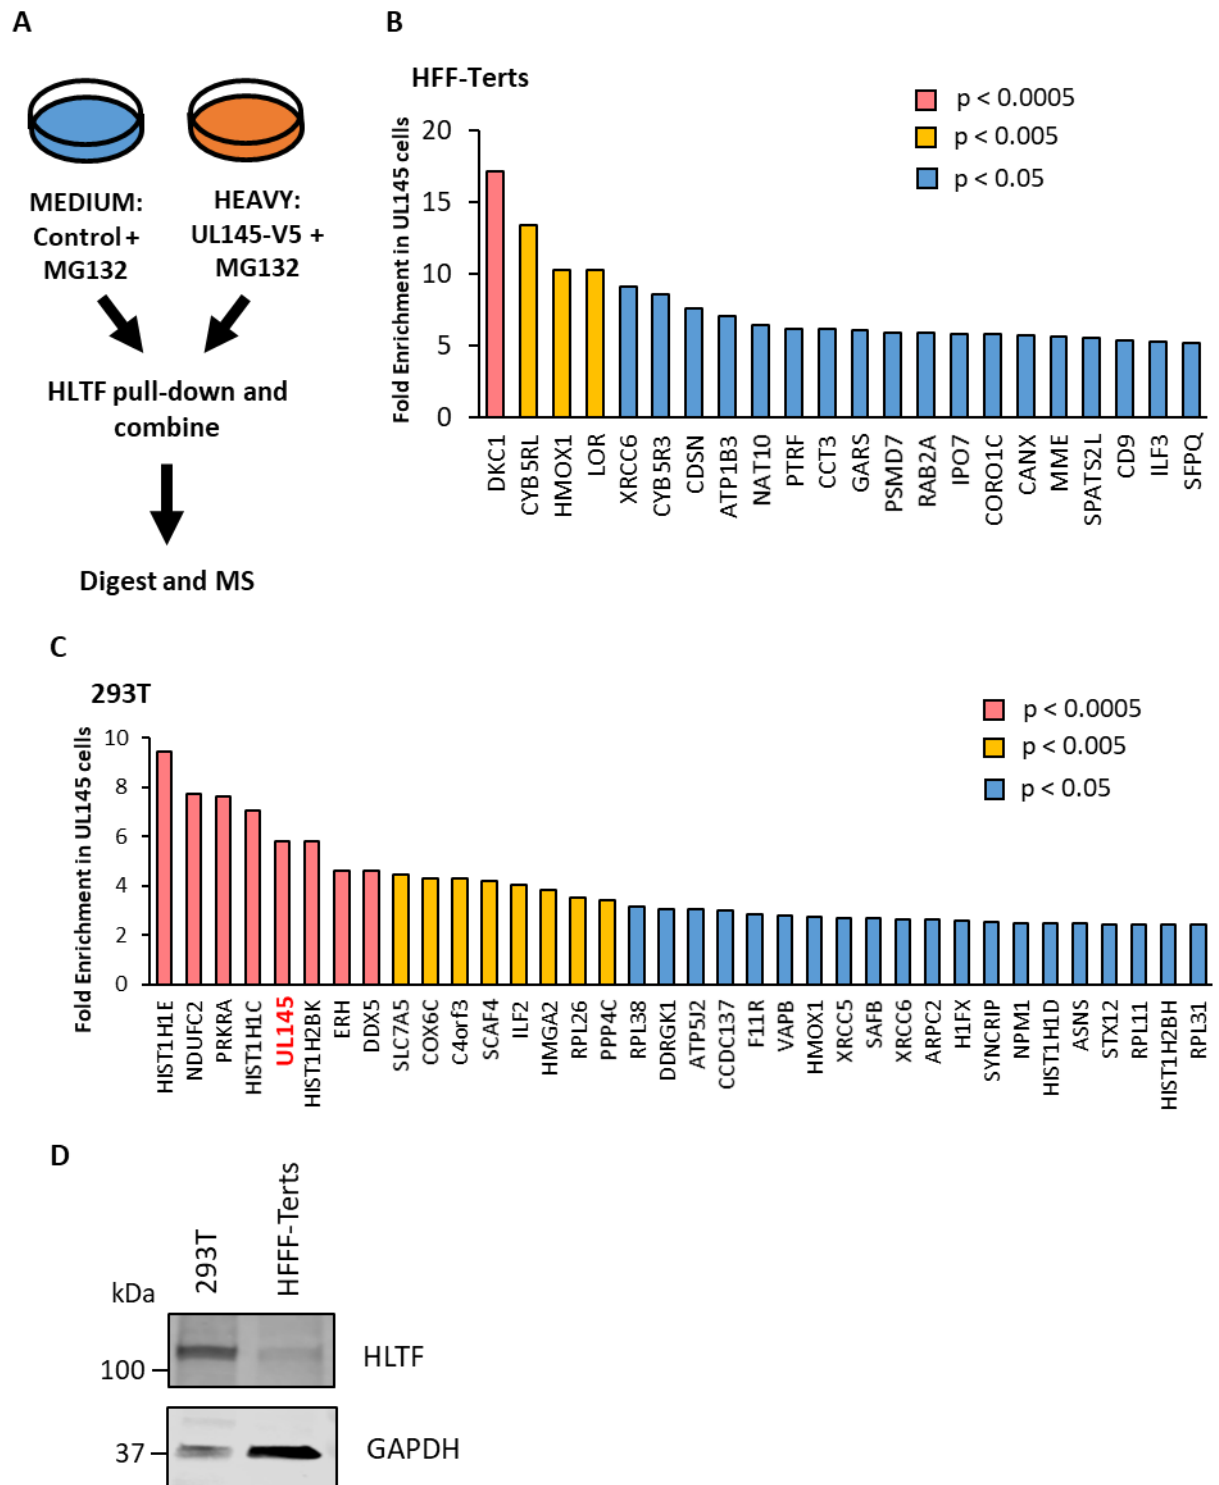 A
MEDIUM:
Control +
MG132
HEAVY:
UL145-V5 +
MG132
HLTF pull-down and
combine
Digest and MS
B
HFF-Terts
p < 0.0005
p < 0.005
p < 0.05
Fold Enrichment in UL145 cells
20
15
10
5
0
DKC1
CYB5RL
HMOX1
LOR
XRCC6
CYB5R3
CDSN
ATP1B3
NAT10
PTRF
CCT3
GARS
PSMD7
RAB2A
IPO7
CORO1C
CANX
MME
SPATS2L
CD9
ILF3
SFPQ
C
293T
p < 0.0005
p < 0.005
p < 0.05
Fold Enrichment in UL145 cells
10
8
6
4
2
0
HIST1H1E
NDUFC2
PRKRA
HIST1H1C
UL145
HIST1H2BK
ERH
DDX5
SLC7A5
COX6C
C4orf3
SCAF4
ILF2
HMGA2
RPL26
PPP4C
RPL38
DDRGK1
ATP5J2
CCDC137
F11R
VAPB
HMOX1
XRCC5
SAFB
XRCC6
ARPC2
H1FX
SYNCRIP
NPM1
HIST1H1D
ASNS
STX12
RPL11
HIST1H2BH
RPL31
D
293T
HFFF-Terts
kDa
100
HLTF
37
GAPDH